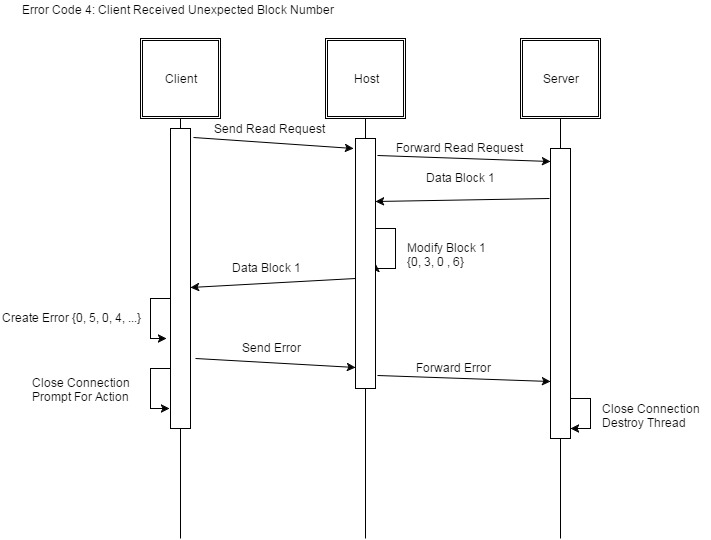 Error Code 4: Client Received Unexpected Block Number
Client
Host
Server
Send Read Request
Forward Read Request
Data Block 1
Modify Block 1
{0, 3, 0 , 6}
Data Block 1
Create Error {0, 5, 0, 4, ...}
Send Error
Forward Error
Close Connection
Prompt For Action
Close Connection
Destroy Thread